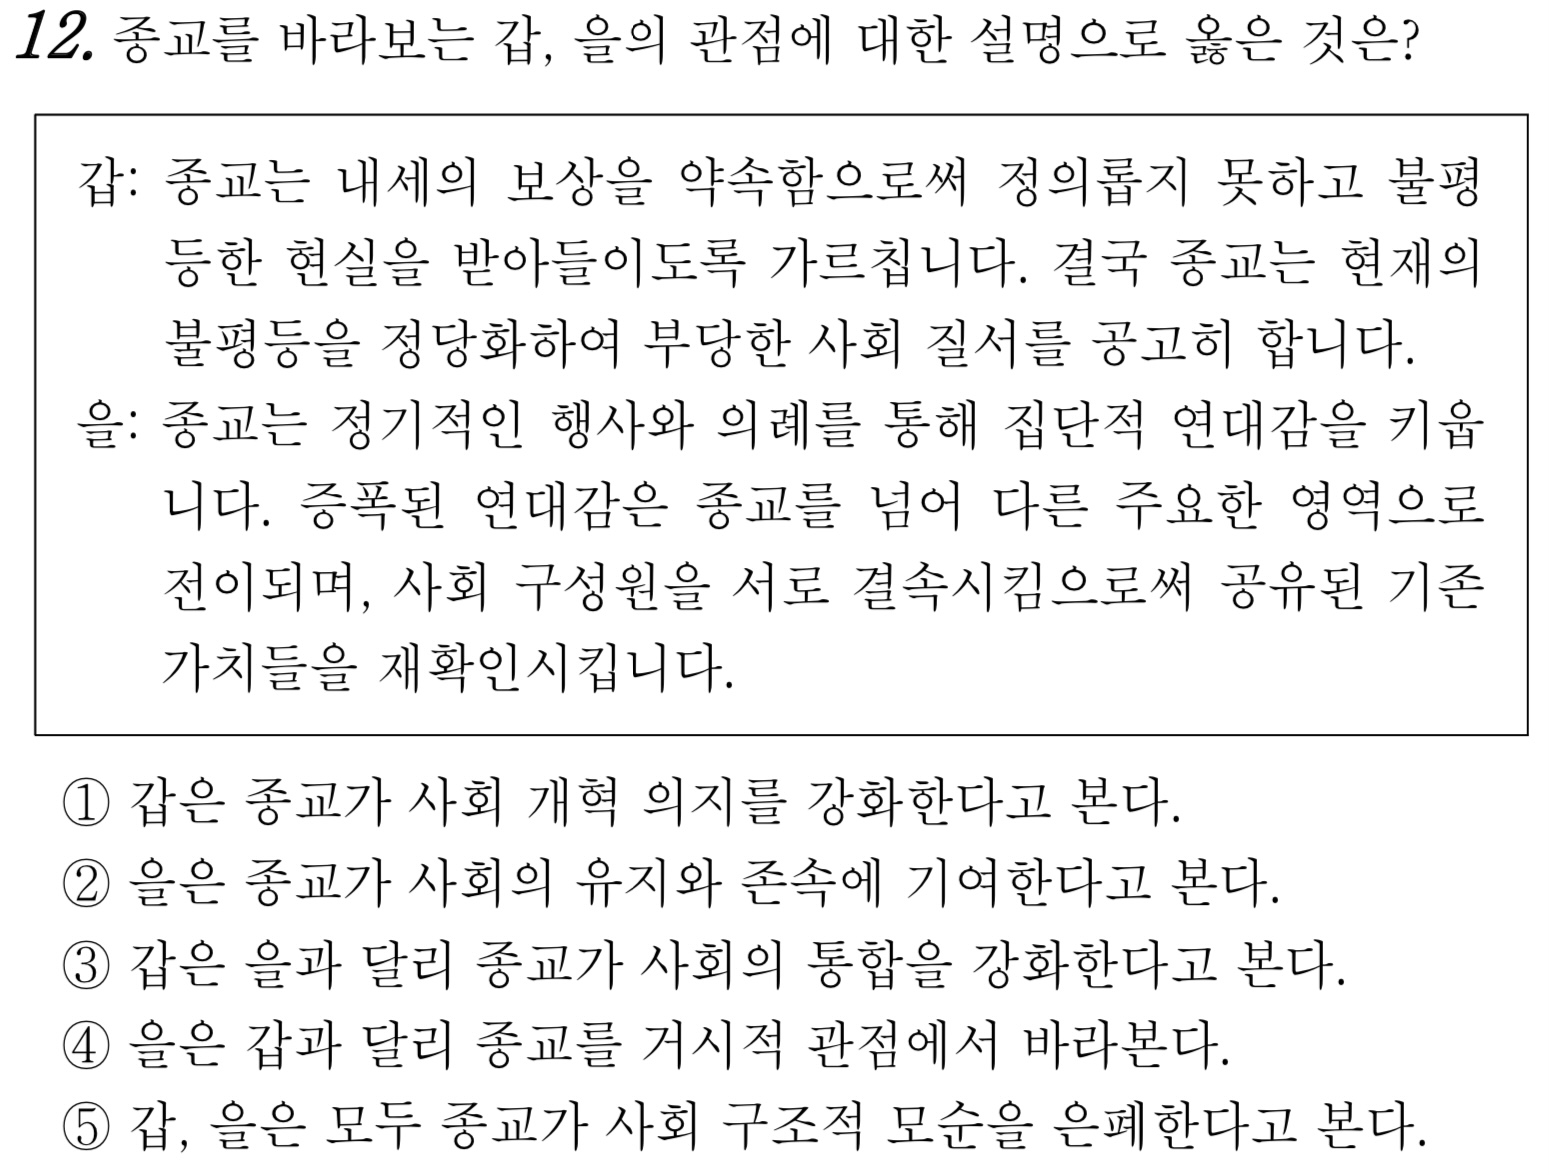 12. 종교를 바라보는 갑, 을의 관점에 대한 설명으로 옳은 것은?
갑: 종교는 내세의 보상을 약속함으로써 정의롭지 못하고 불평
등한 현실을 받아들이도록 가르칩니다. 결국 종교는 현재의
불평등을 정당화하여 부당한 사회 질서를 공고히 합니다.
을: 종교는 정기적인 행사와 의례를 통해 집단적 연대감을 키웁
니다. 증폭된 연대감은 종교를 넘어 다른 주요한 영역으로
전이되며, 사회 구성원을 서로 결속시킴으로써 공유된 기존
가치들을 재확인시킵니다.
① 갑은 종교가 사회 개혁 의지를 강화한다고 본다.
② 을은 종교가 사회의 유지와 존속에 기여한다고 본다.
③ 갑은 을과 달리 종교가 사회의 통합을 강화한다고 본다.
④ 을은 갑과 달리 종교를 거시적 관점에서 바라본다.
⑤ 갑, 을은 모두 종교가 사회 구조적 모순을 은폐한다고 본다.